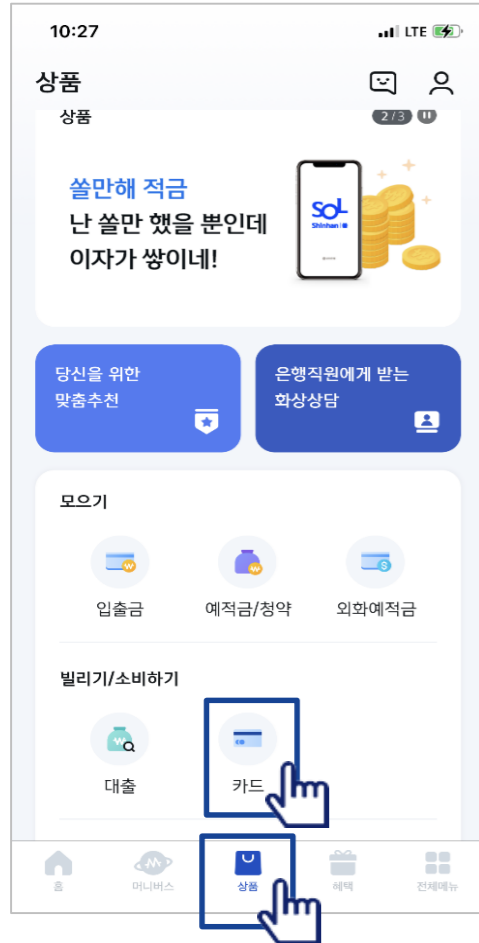 10:27
LTE
상품
상품
2/3
쏠만해 적금
난 쏠만 했을 뿐인데
이자가 쌓이네!
SOL
Shinhan
당신을 위한
맞춤추천
은행직원에게 받는
화상상담
모으기
입출금
예적금/청약
외화예적금
빌리기/소비하기
대출
카드
홈
머니버스
상품
혜택
전체메뉴